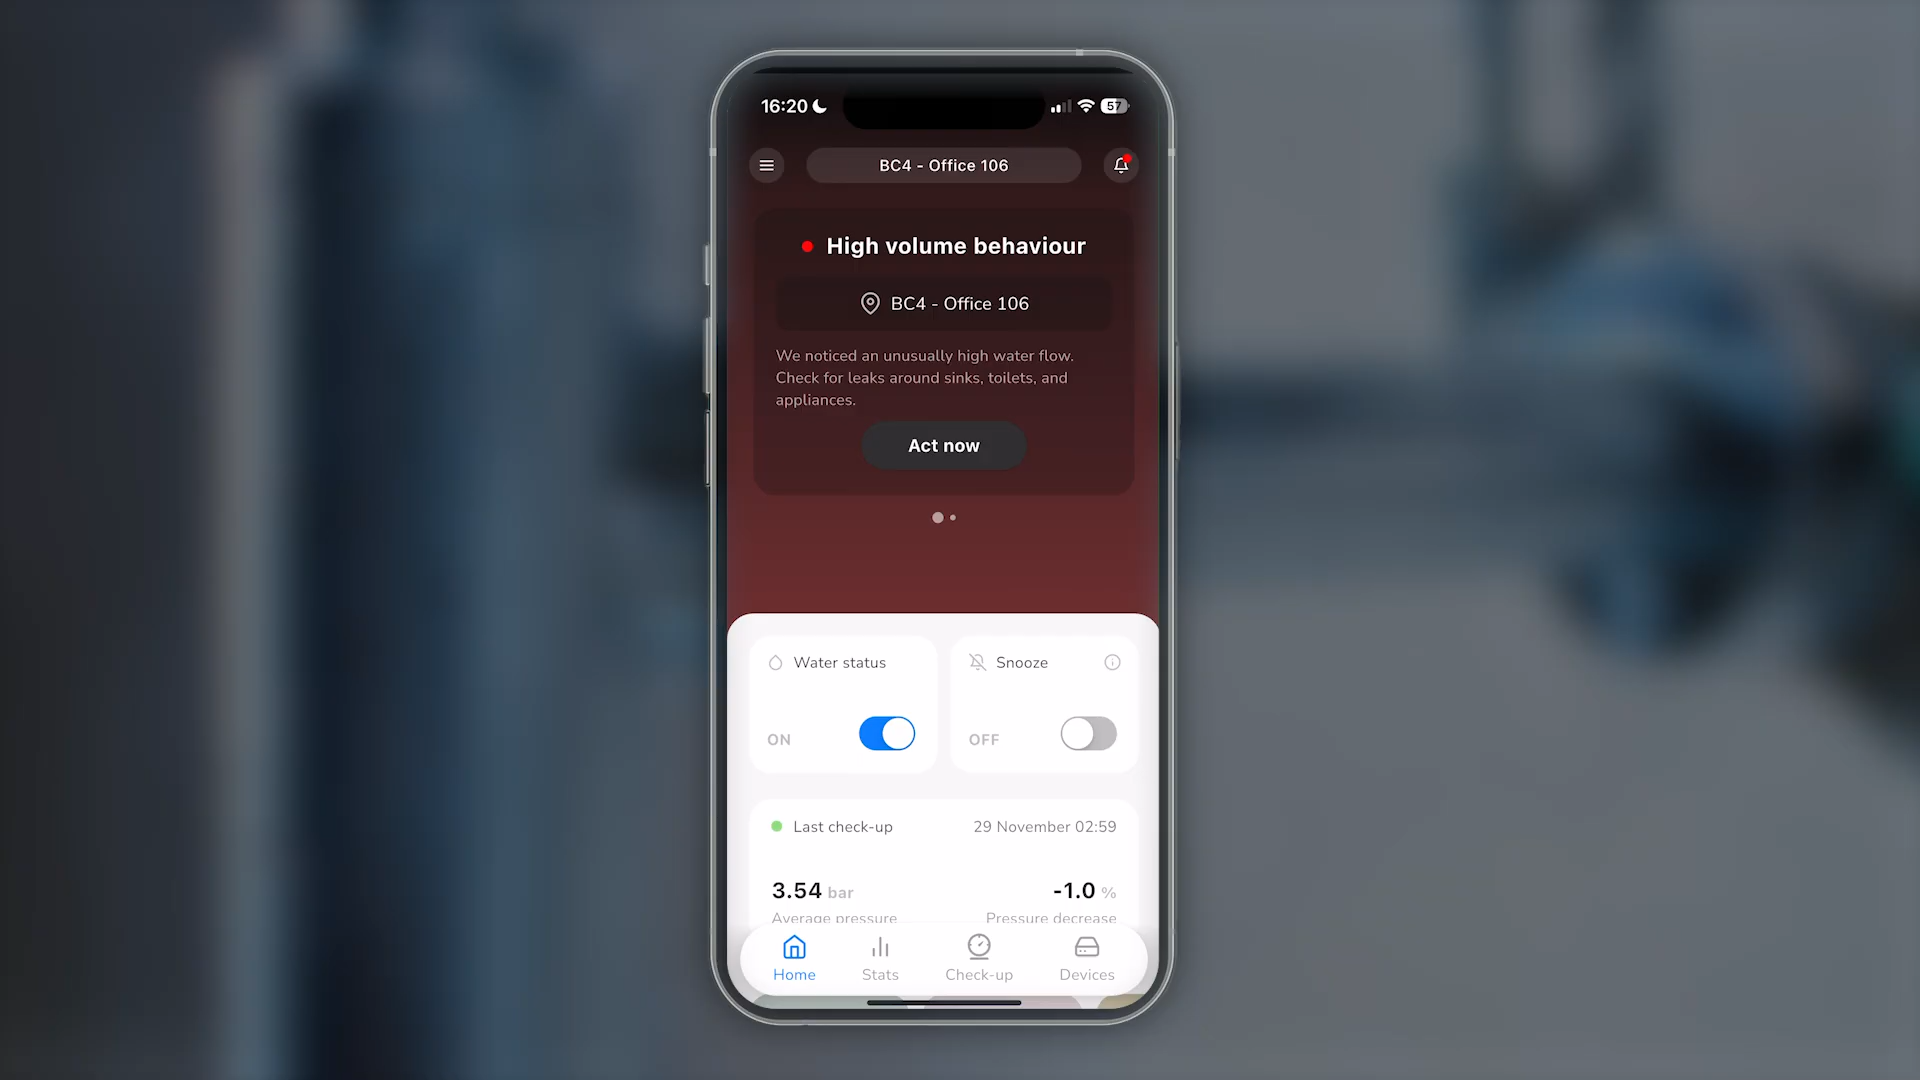 16:20
57
BC4 - Office 106
High volume behaviour
BC4 - Office 106
We noticed an unusually high water flow.
Check for leaks around sinks, toilets, and
appliances.
Act now
Water status
Snooze
ON
OFF
Last check-up 29 November 02:59
3.54 bar -1.0 %
Average pressure Pressure decrease
Home Stats Check-up Devices